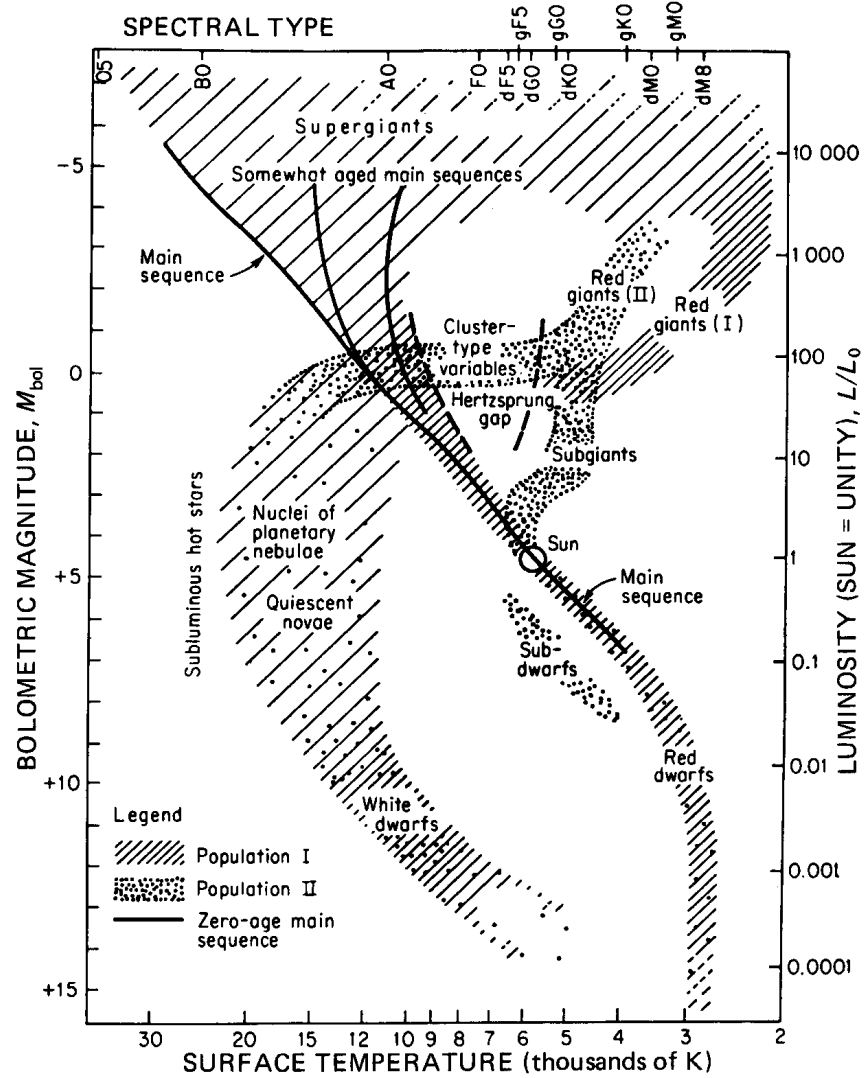 SPECTRAL TYPE
O5
B0
A0
F0
dF5
gF5
dG0
gG0
dK0
gK0
dM0
gM0
dM8
Supergiants
Somewhat aged main sequences
Main
sequence
Cluster-
type
variables
Hertzsprung
gap
Red
giants (II)
Red
giants (I)
Subgiants
Sun
Main
sequence
Sub-
dwarfs
Red
dwarfs
Subluminous hot stars
Nuclei of
planetary
nebulae
Quiescent
novae
White
dwarfs
Legend
Population I
Population II
Zero-age main
sequence
BOLOMETRIC MAGNITUDE, Mbol
-5
0
+5
+10
+15
LUMINOSITY (SUN = UNITY), L/L0
10 000
1 000
100
10
1
0.1
0.01
0.001
0.0001
30 20 15 12 10 9 8 7 6 5 4 3 2
SURFACE TEMPERATURE (thousands of K)